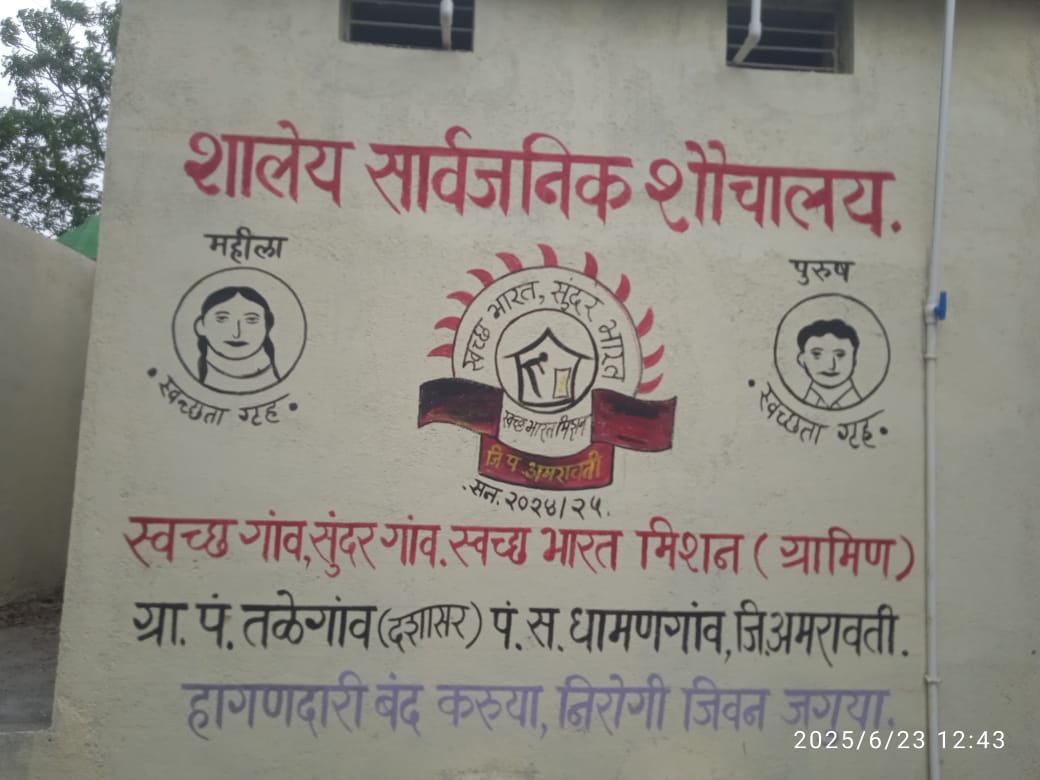 शालेय सार्वजनिक शौचालय.
महीला
• स्वच्छता गृह •
स्वच्छ भारत, सुंदर भारत
स्वच्छ भारत मिशन
जि प. अमरावती
.सन. २०२४/२५.
पुरुष
• स्वच्छता गृह •
स्वच्छ गांव,सुंदर गांव. स्वच्छ भारत मिशन ( ग्रामिण)
ग्रा. पं. तळेगांव(दशासर) पं. स. धामणगांव,जि.अमरावती.
हागणदारी बंद करुया, निरोगी जिवन जगया.
2025/6/23 12:43